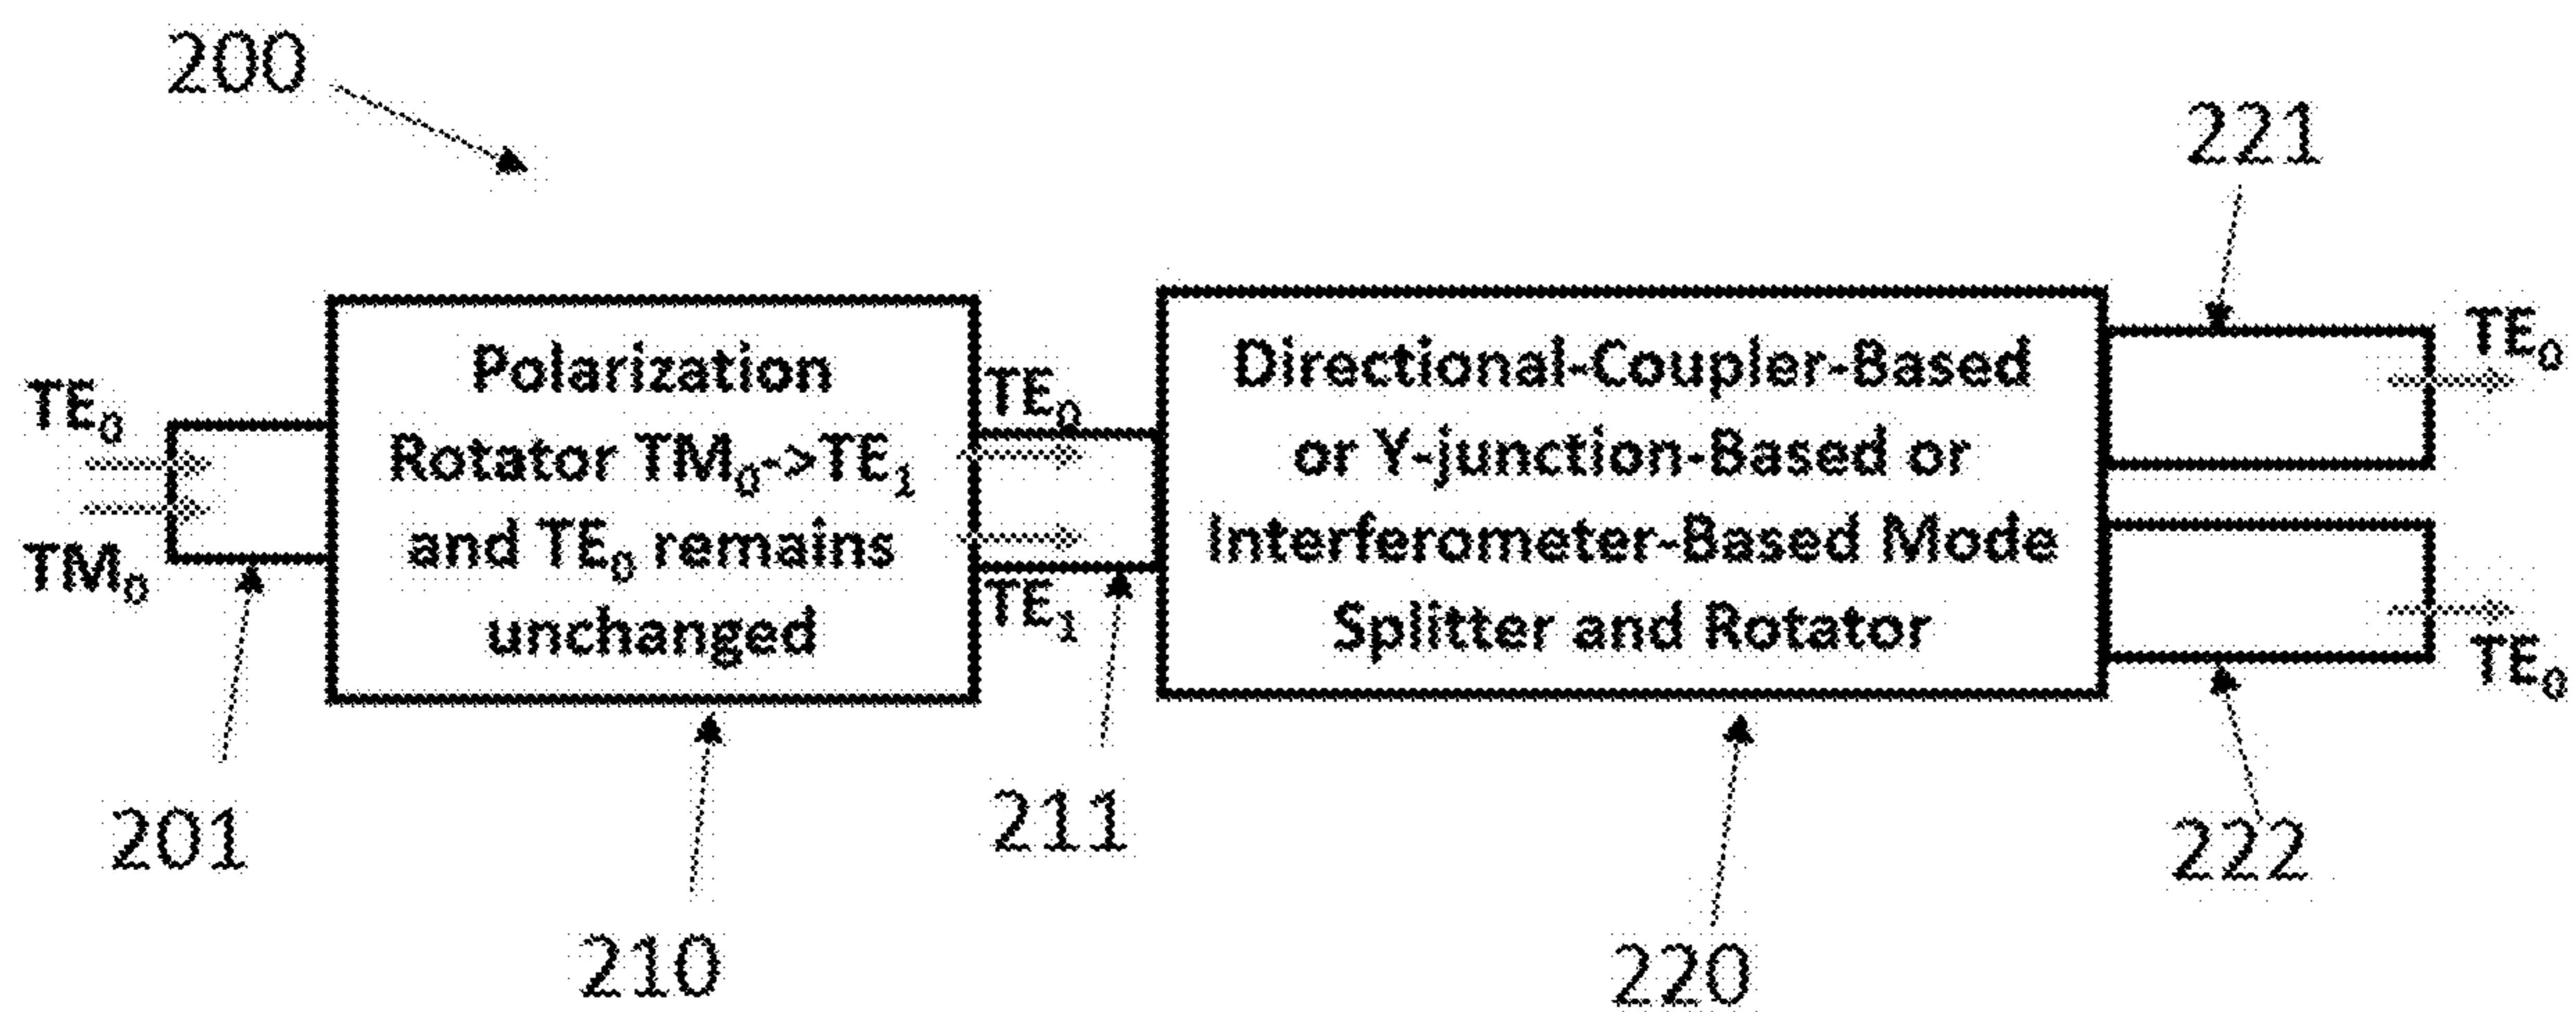 200
221
TE₀
TM₀
Polarization
Rotator TM₀->TE₁
and TE₀ remains
unchanged
TE₀
TE₁
Directional-Coupler-Based
or Y-junction-Based or
Interferometer-Based Mode
Splitter and Rotator
TE₀
TE₀
201
210
211
220
222